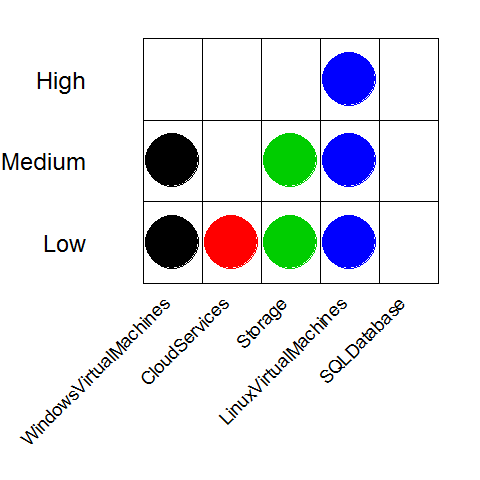 High
Medium
Low
WindowsVirtualMachines
CloudServices
Storage
LinuxVirtualMachines
SQLDatabase